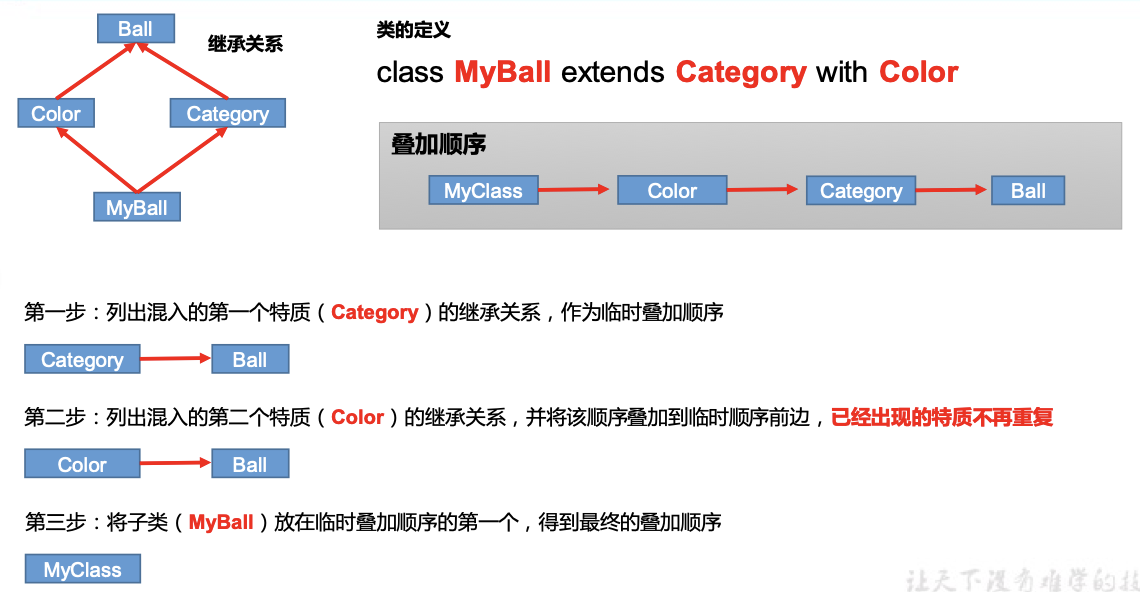 Ball
继承关系
Color
Category
MyBall
类的定义
class MyBall extends Category with Color
叠加顺序
MyClass Color Category Ball
第一步：列出混入的第一个特质（Category）的继承关系，作为临时叠加顺序
Category Ball
第二步：列出混入的第二个特质（Color）的继承关系，并将该顺序叠加到临时顺序前边，已经出现的特质不再重复
Color Ball
第三步：将子类（MyBall）放在临时叠加顺序的第一个，得到最终的叠加顺序
MyClass
让天下没有难学的技